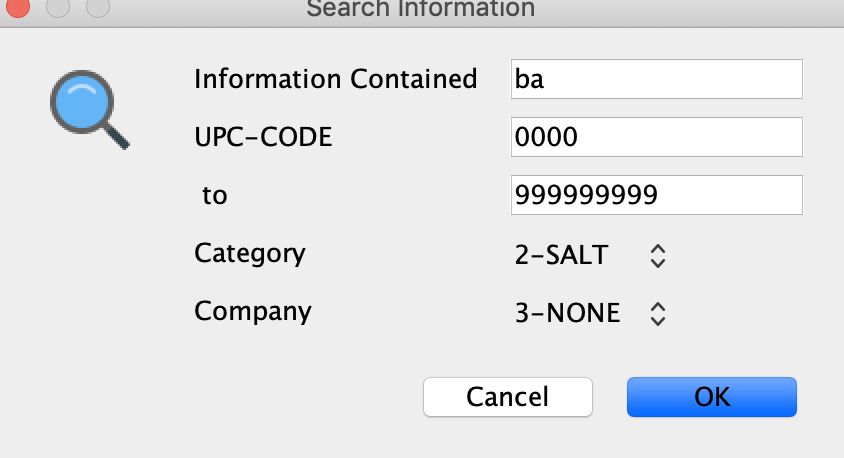 Search Information
Information Contained ba
UPC-CODE 0000
to 999999999
Category 2-SALT
Company 3-NONE
Cancel OK